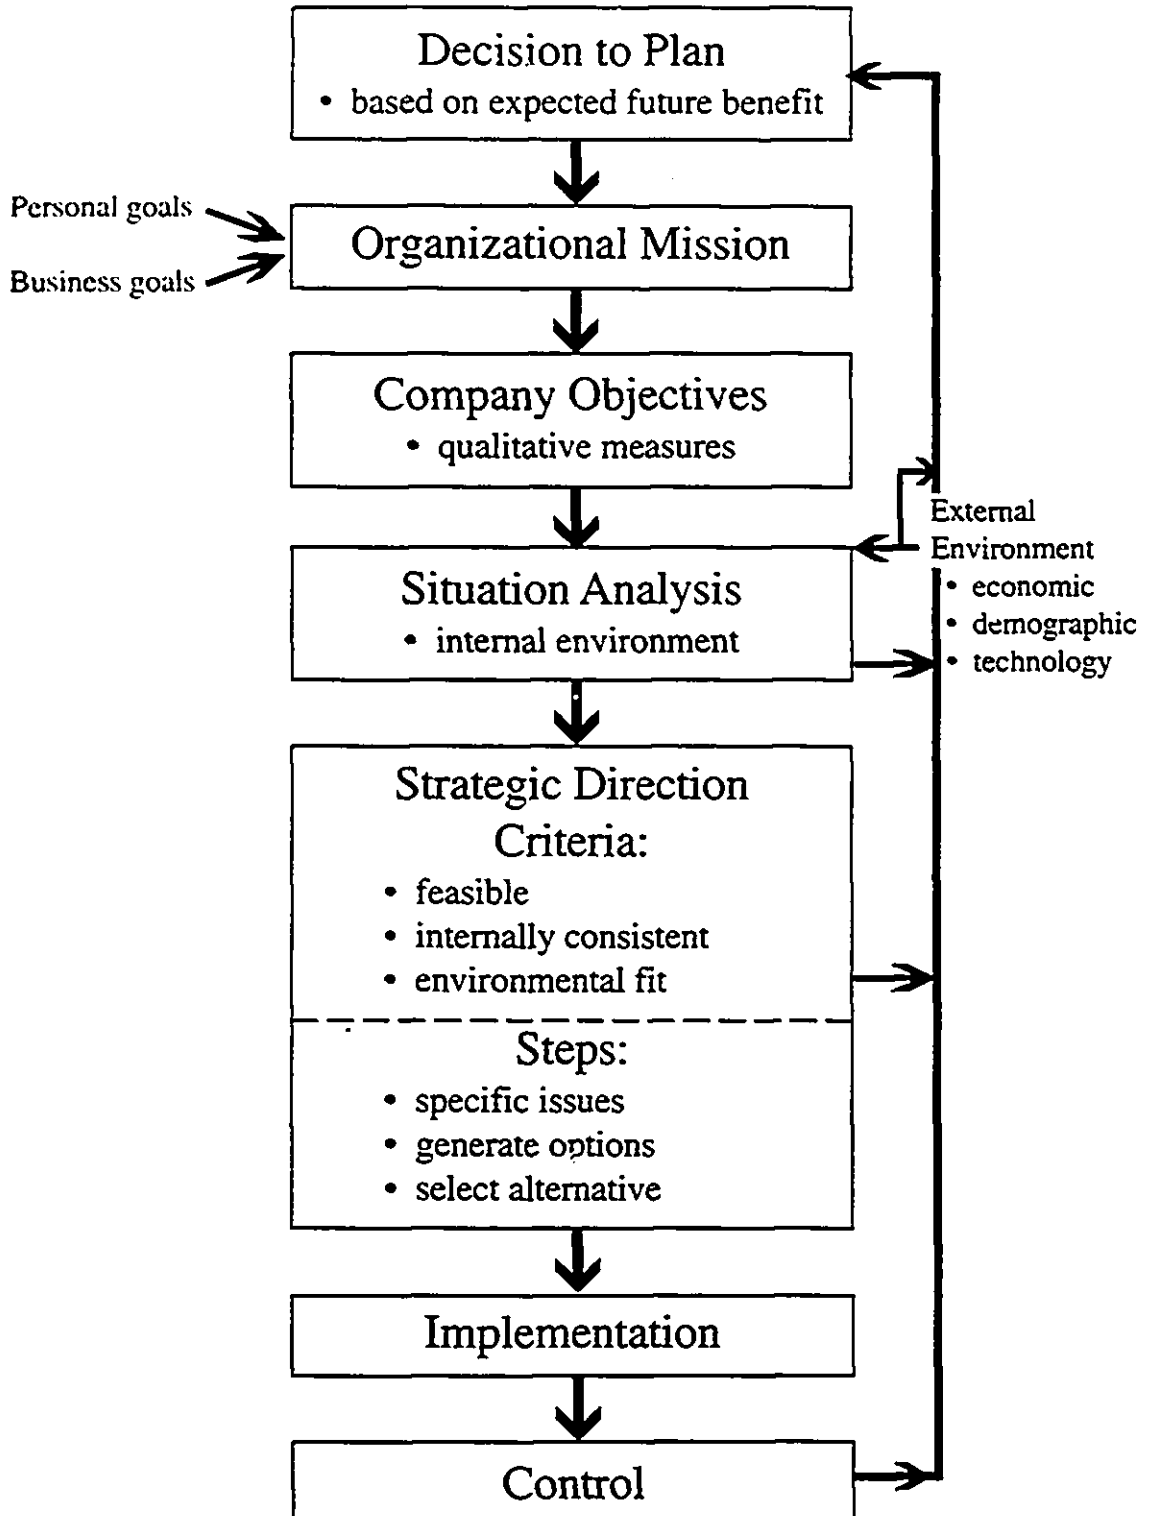 Decision to Plan
• based on expected future benefit
Personal goals
Business goals
Organizational Mission
Company Objectives
• qualitative measures
External
Environment
• economic
• demographic
• technology
Situation Analysis
• internal environment
Strategic Direction
Criteria:
• feasible
• internally consistent
• environmental fit
Steps:
• specific issues
• generate options
• select alternative
Implementation
Control